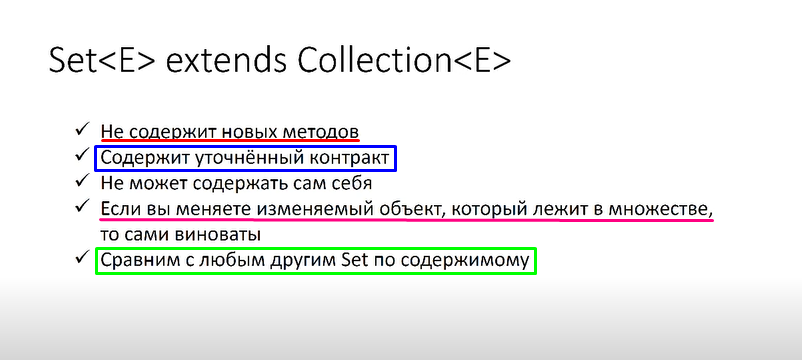 Set<E> extends Collection<E>
✓ Не содержит новых методов
✓ Содержит уточнённый контракт
✓ Не может содержать сам себя
✓ Если вы меняете изменяемый объект, который лежит в множестве,
то сами виноваты
✓ Сравним с любым другим Set по содержимому